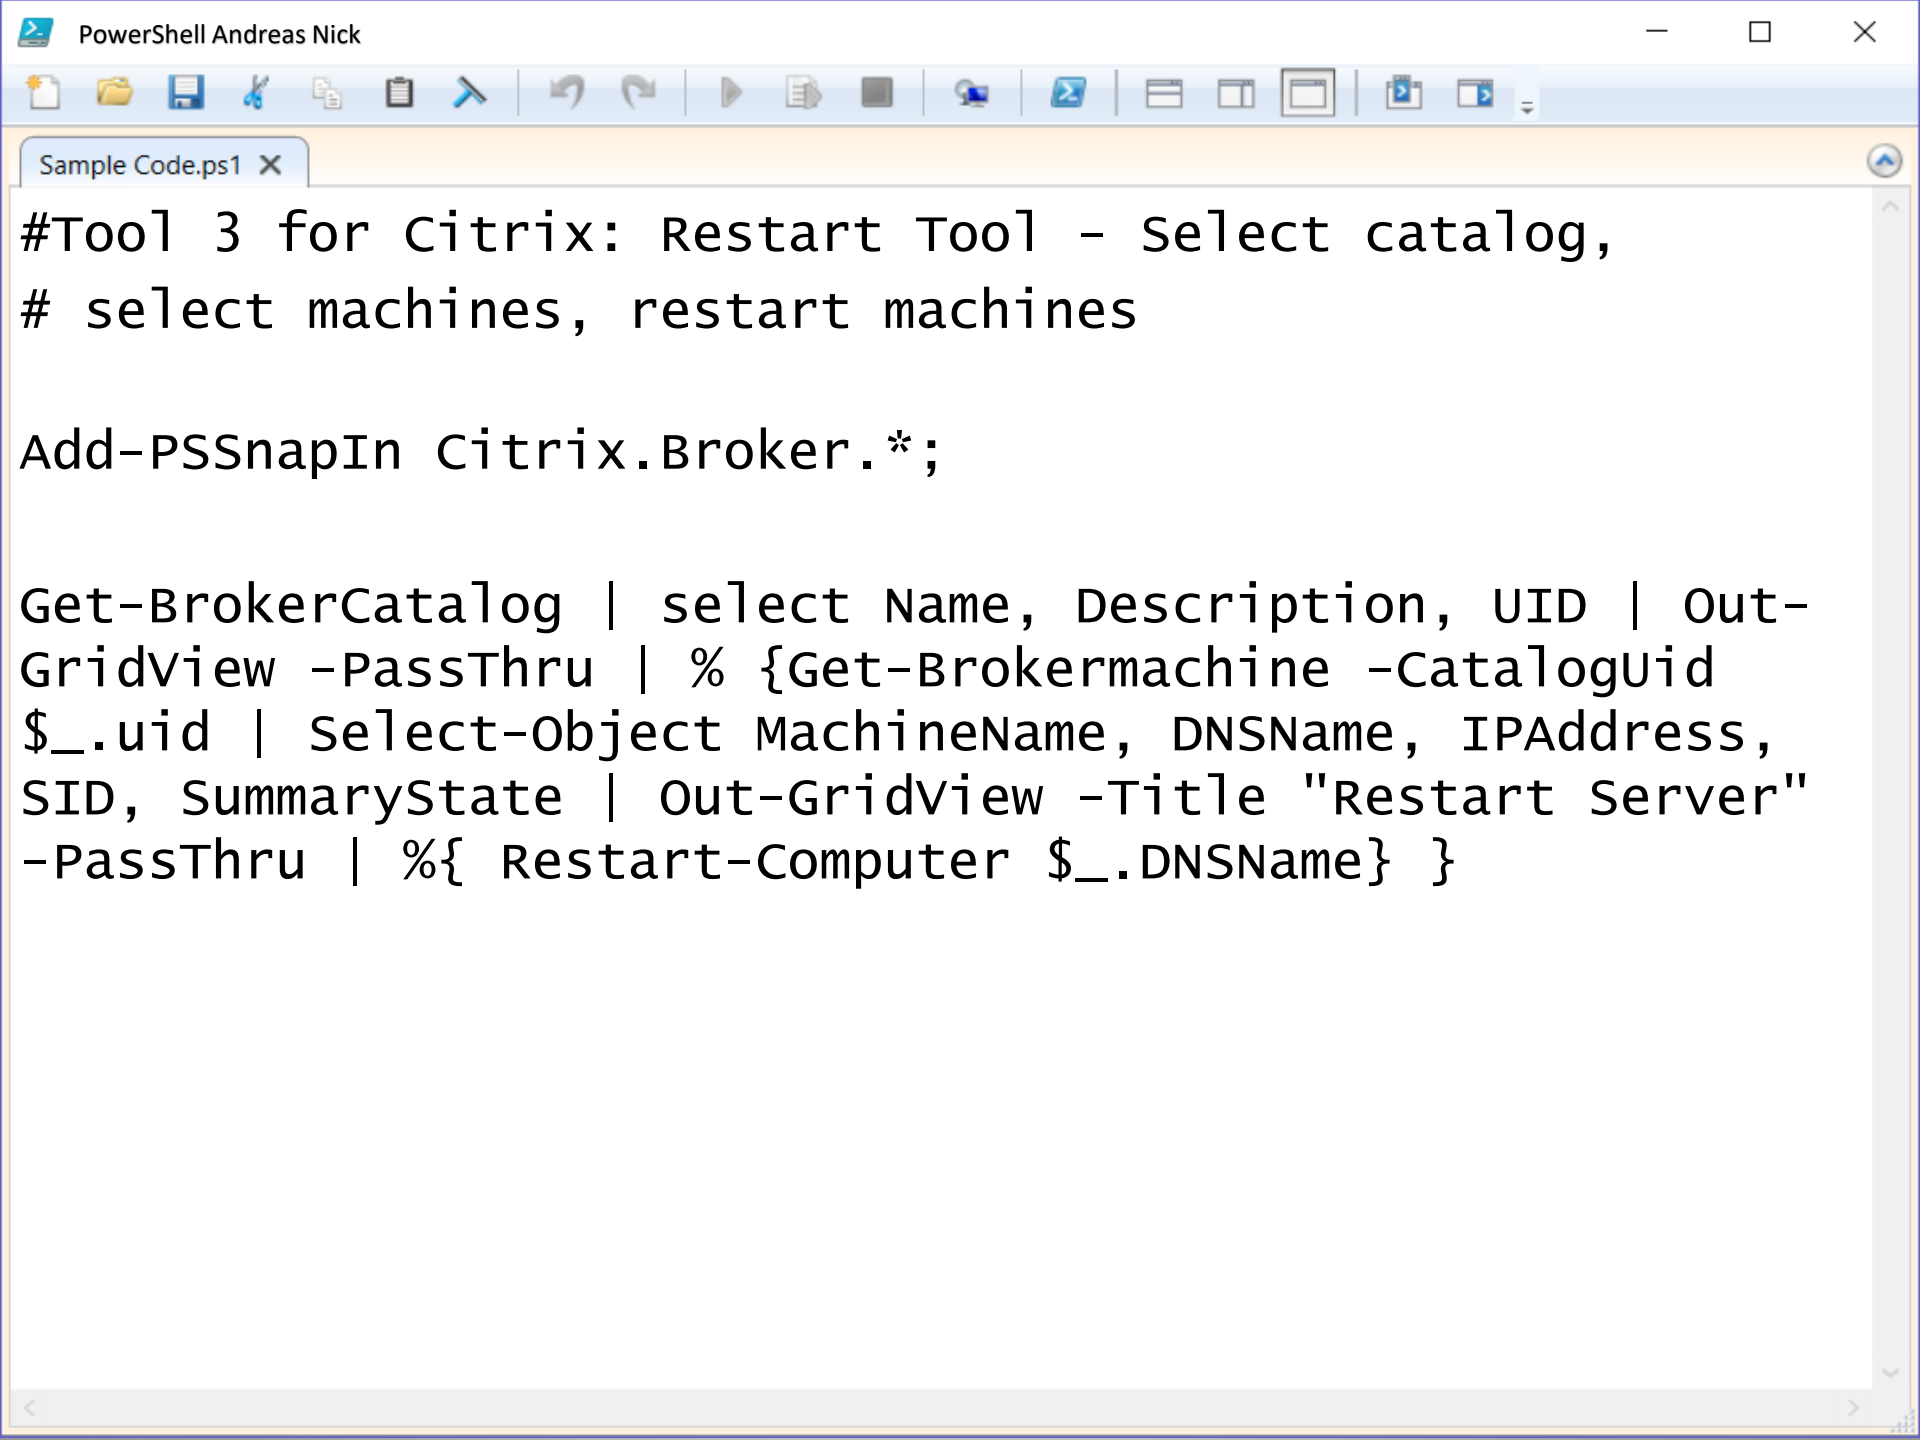 PowerShell Andreas Nick
Sample Code.ps1
#Tool 3 for Citrix: Restart Tool – Select catalog,
# select machines, restart machines
Add-PSSnapIn Citrix.Broker.*;
Get-BrokerCatalog | select Name, Description, UID | Out-
GridView -PassThru | % {Get-Brokermachine -CatalogUid
$_.uid | Select-Object MachineName, DNSName, IPAddress,
SID, SummaryState | Out-GridView -Title "Restart Server"
-PassThru | %{ Restart-Computer $_.DNSName} }